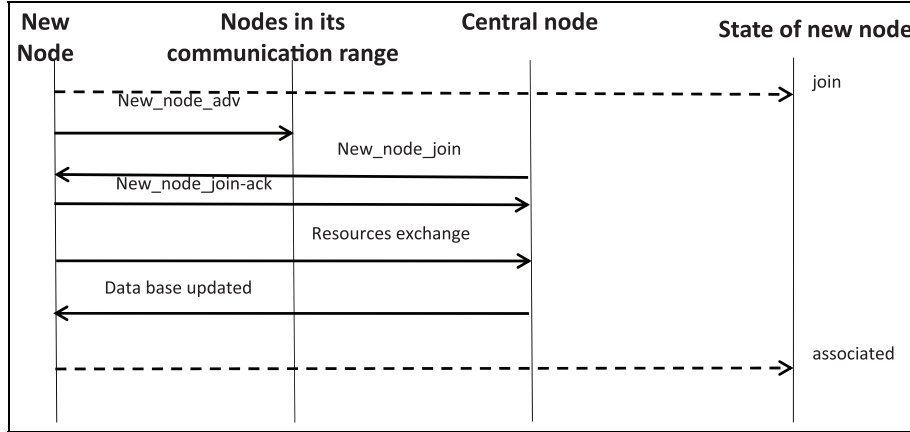 New
Node
Nodes in its
communication range
Central node
State of new node
join
New_node_adv
New_node_join
New_node_join-ack
Resources exchange
Data base updated
associated